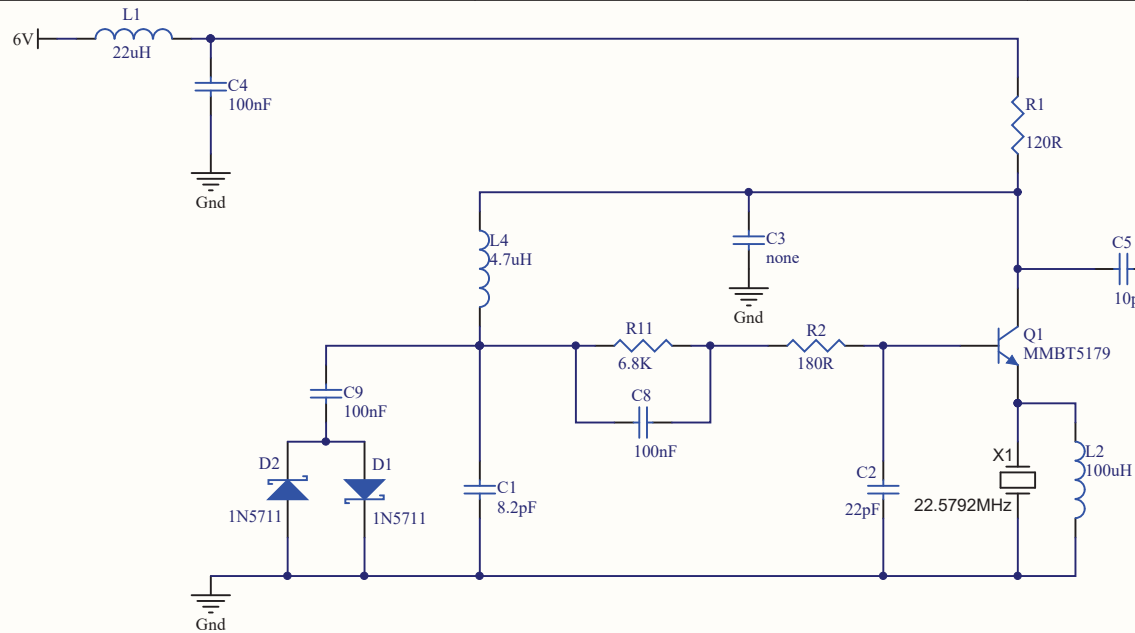 L1
6V
22uH
C4
100nF
Gnd
R1
120R
L4
4.7uH
C3
none
Gnd
C5
10p
R11
6.8K
R2
180R
Q1
MMBT5179
C8
100nF
C9
100nF
D2
D1
1N5711
1N5711
C1
8.2pF
C2
22pF
X1
22.5792MHz
L2
100uH
Gnd